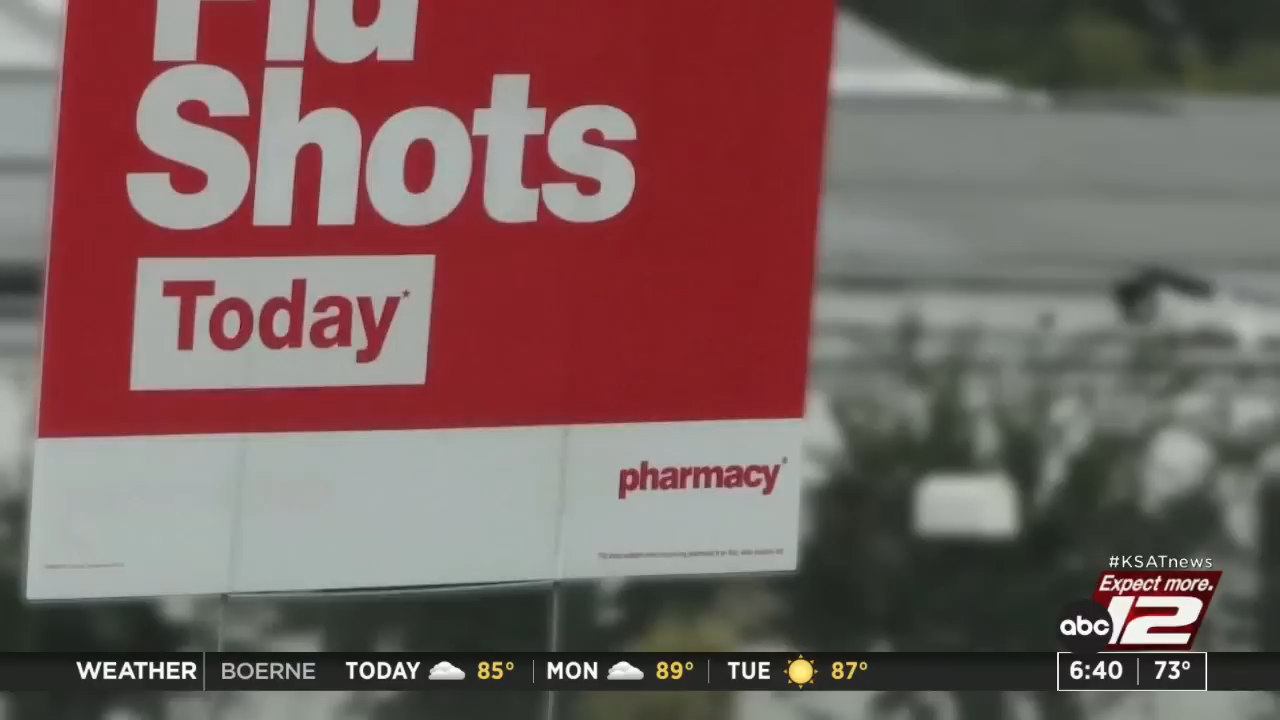 Flu
Shots
Today*
pharmacy
#KSATnews
Expect more.
abc 12
WEATHER BOERNE TODAY 85° MON 89° TUE 87° 6:40 73°